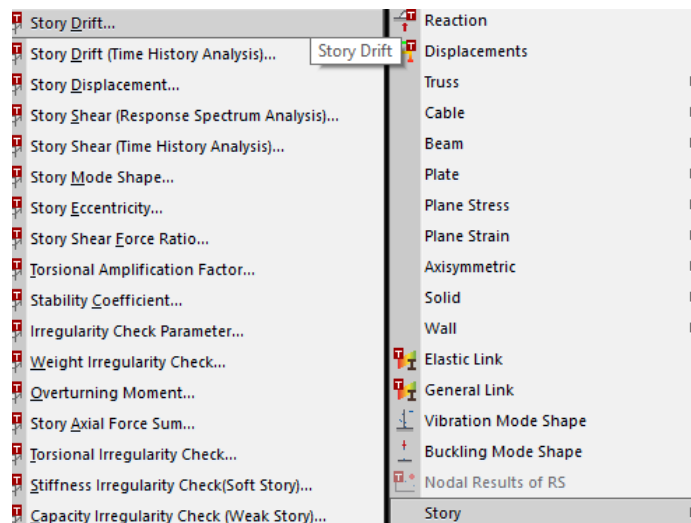 Story Drift...
Story Drift (Time History Analysis)...
Story Displacement...
Story Shear (Response Spectrum Analysis)...
Story Shear (Time History Analysis)...
Story Mode Shape...
Story Eccentricity...
Story Shear Force Ratio...
Torsional Amplification Factor...
Stability Coefficient...
Irregularity Check Parameter...
Weight Irregularity Check...
Overturning Moment...
Story Axial Force Sum...
Torsional Irregularity Check...
Stiffness Irregularity Check(Soft Story)...
Capacity Irregularity Check (Weak Story)...
Story Drift
Reaction
Displacements
Truss
Cable
Beam
Plate
Plane Stress
Plane Strain
Axisymmetric
Solid
Wall
Elastic Link
General Link
Vibration Mode Shape
Buckling Mode Shape
Nodal Results of RS
Story